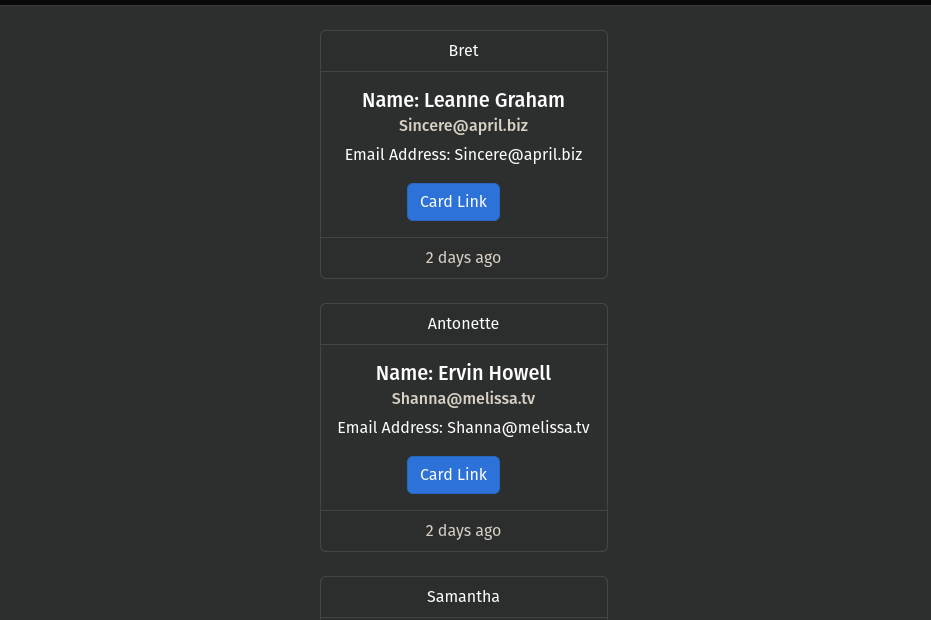 Bret
Name: Leanne Graham
Sincere@april.biz
Email Address: Sincere@april.biz
Card Link
2 days ago
Antonette
Name: Ervin Howell
Shanna@melissa.tv
Email Address: Shanna@melissa.tv
Card Link
2 days ago
Samantha